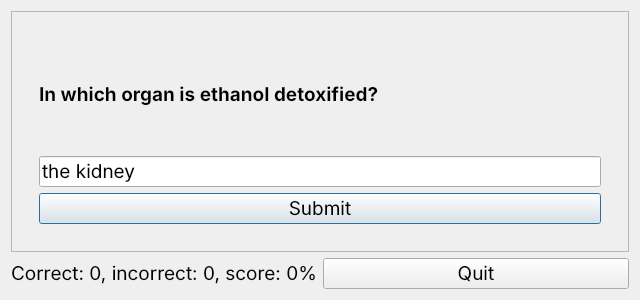 In which organ is ethanol detoxified?
the kidney
Submit
Correct: 0, incorrect: 0, score: 0%
Quit